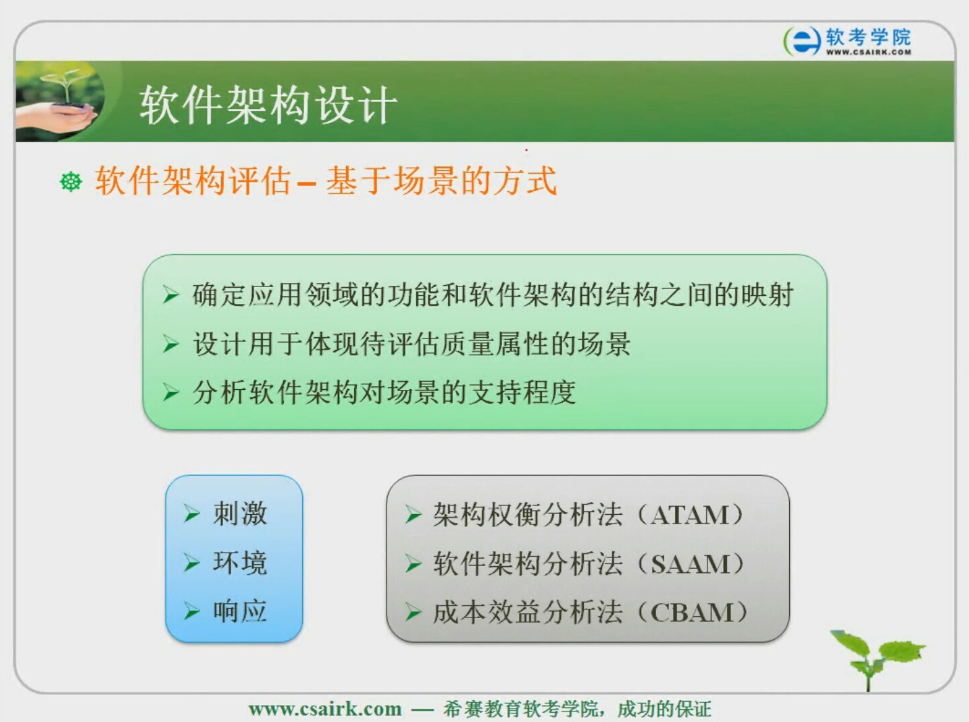 软考学院
WWW.CSAIRK.COM
软件架构设计
软件架构评估 – 基于场景的方式
确定应用领域的功能和软件架构的结构之间的映射
设计用于体现待评估质量属性的场景
分析软件架构对场景的支持程度
刺激
环境
响应
架构权衡分析法（ATAM）
软件架构分析法（SAAM）
成本效益分析法（CBAM）
www.csairk.com — 希赛教育软考学院，成功的保证